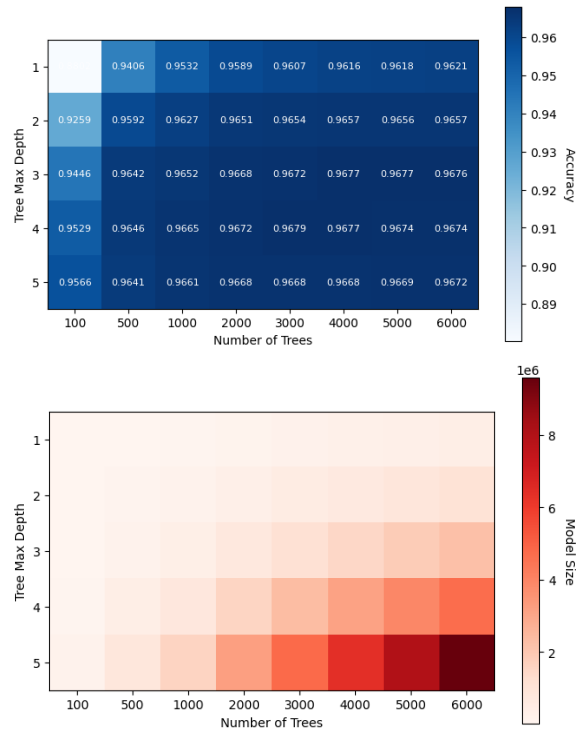 1 0.9406 0.9532 0.9589 0.9607 0.9616 0.9618 0.9621
2 0.9259 0.9592 0.9627 0.9651 0.9654 0.9657 0.9656 0.9657
3 0.9446 0.9642 0.9652 0.9668 0.9672 0.9677 0.9677 0.9676
4 0.9529 0.9646 0.9665 0.9672 0.9679 0.9677 0.9674 0.9674
5 0.9566 0.9641 0.9661 0.9668 0.9668 0.9668 0.9669 0.9672
Tree Max Depth
100 500 1000 2000 3000 4000 5000 6000
Number of Trees
0.96
0.95
0.94
0.93
0.92
0.91
0.90
0.89
Accuracy
1
2
3
4
5
Tree Max Depth
100 500 1000 2000 3000 4000 5000 6000
Number of Trees
1e6
8
6
4
2
Model Size